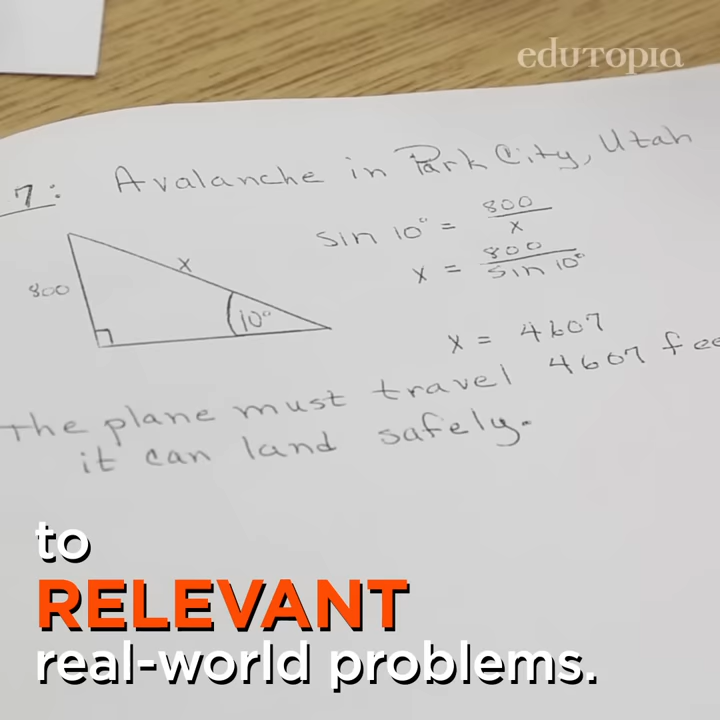 edutopia
7: Avalanche in Park City, Utah
800
x
10°
sin 10° = 800/x
x = 800/sin 10°
x = 4607
The plane must travel 4607 fee
it can land safely.
to
RELEVANT
real-world problems.